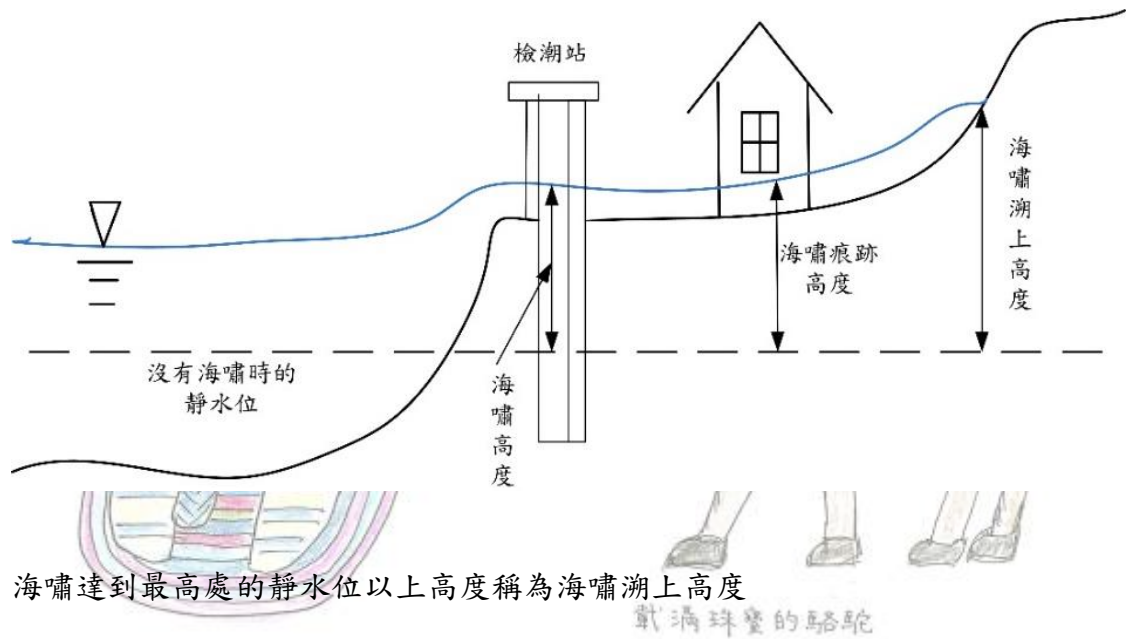 檢潮站
海嘯溯上高度
海嘯痕跡
高度
沒有海嘯時的
靜水位
海嘯高度
海嘯達到最高處的靜水位以上高度稱為海嘯溯上高度
載滿珠寶的駱駝